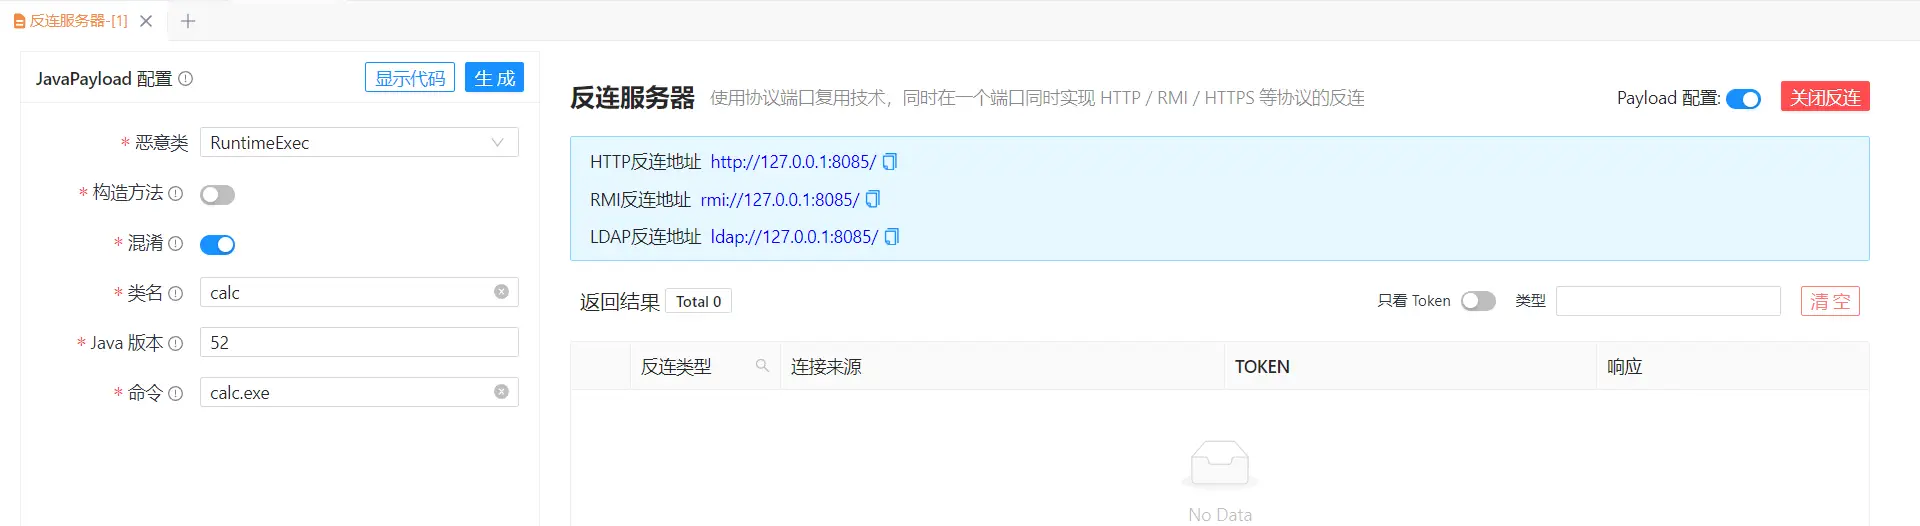 反连服务器-[1]
JavaPayload 配置
显示代码
生 成
* 恶意类
RuntimeExec
* 构造方法
* 混淆
* 类名
calc
* Java 版本
52
* 命令
calc.exe
反连服务器 使用协议端口复用技术，同时在一个端口同时实现 HTTP / RMI / HTTPS 等协议的反连
Payload 配置:
关闭反连
HTTP反连地址 http://127.0.0.1:8085/
RMI反连地址 rmi://127.0.0.1:8085/
LDAP反连地址 ldap://127.0.0.1:8085/
返回结果 Total 0
只看 Token
类型
清 空
反连类型 连接来源 TOKEN 响应
No Data